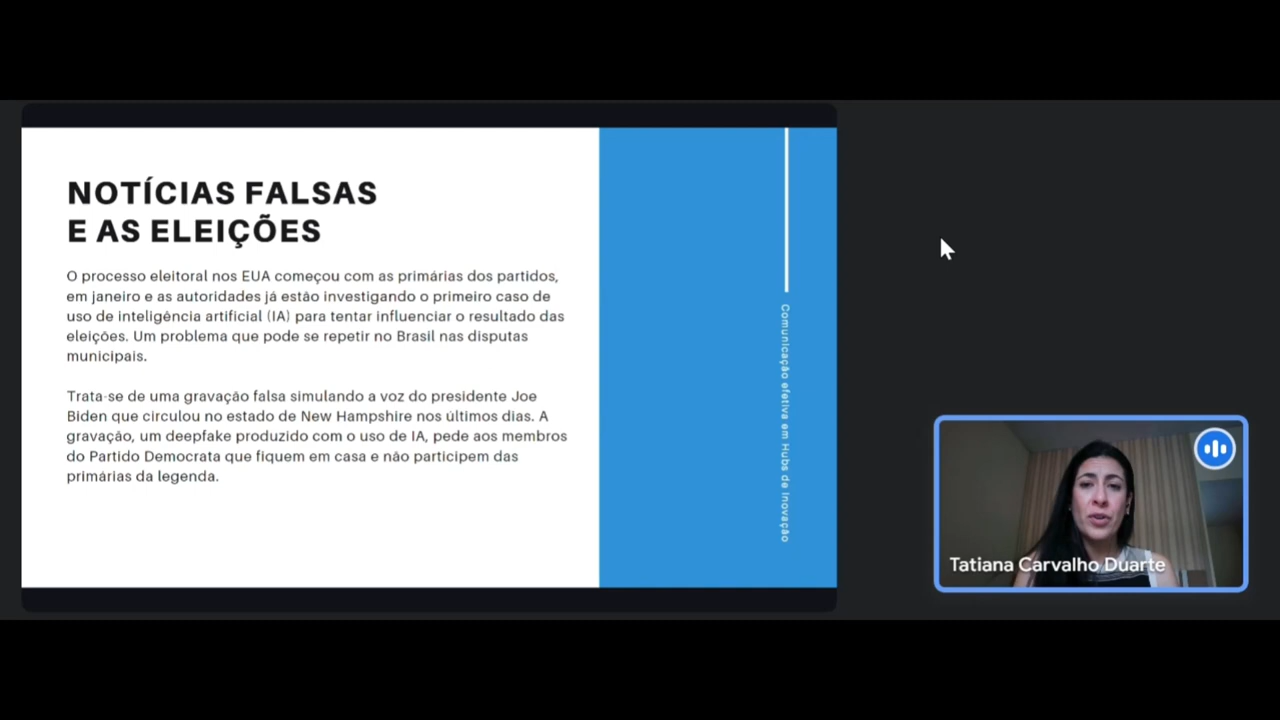 NOTÍCIAS FALSAS
E AS ELEIÇÕES
O processo eleitoral nos EUA começou com as primárias dos partidos,
em janeiro e as autoridades já estão investigando o primeiro caso de
uso de inteligência artificial (IA) para tentar influenciar o resultado das
eleições. Um problema que pode se repetir no Brasil nas disputas
municipais.
Trata-se de uma gravação falsa simulando a voz do presidente Joe
Biden que circulou no estado de New Hampshire nos últimos dias. A
gravação, um deepfake produzido com o uso de IA, pede aos membros
do Partido Democrata que fiquem em casa e não participem das
primárias da legenda.
Comunicação efetiva em Hubs de Inovação
Tatiana Carvalho Duarte